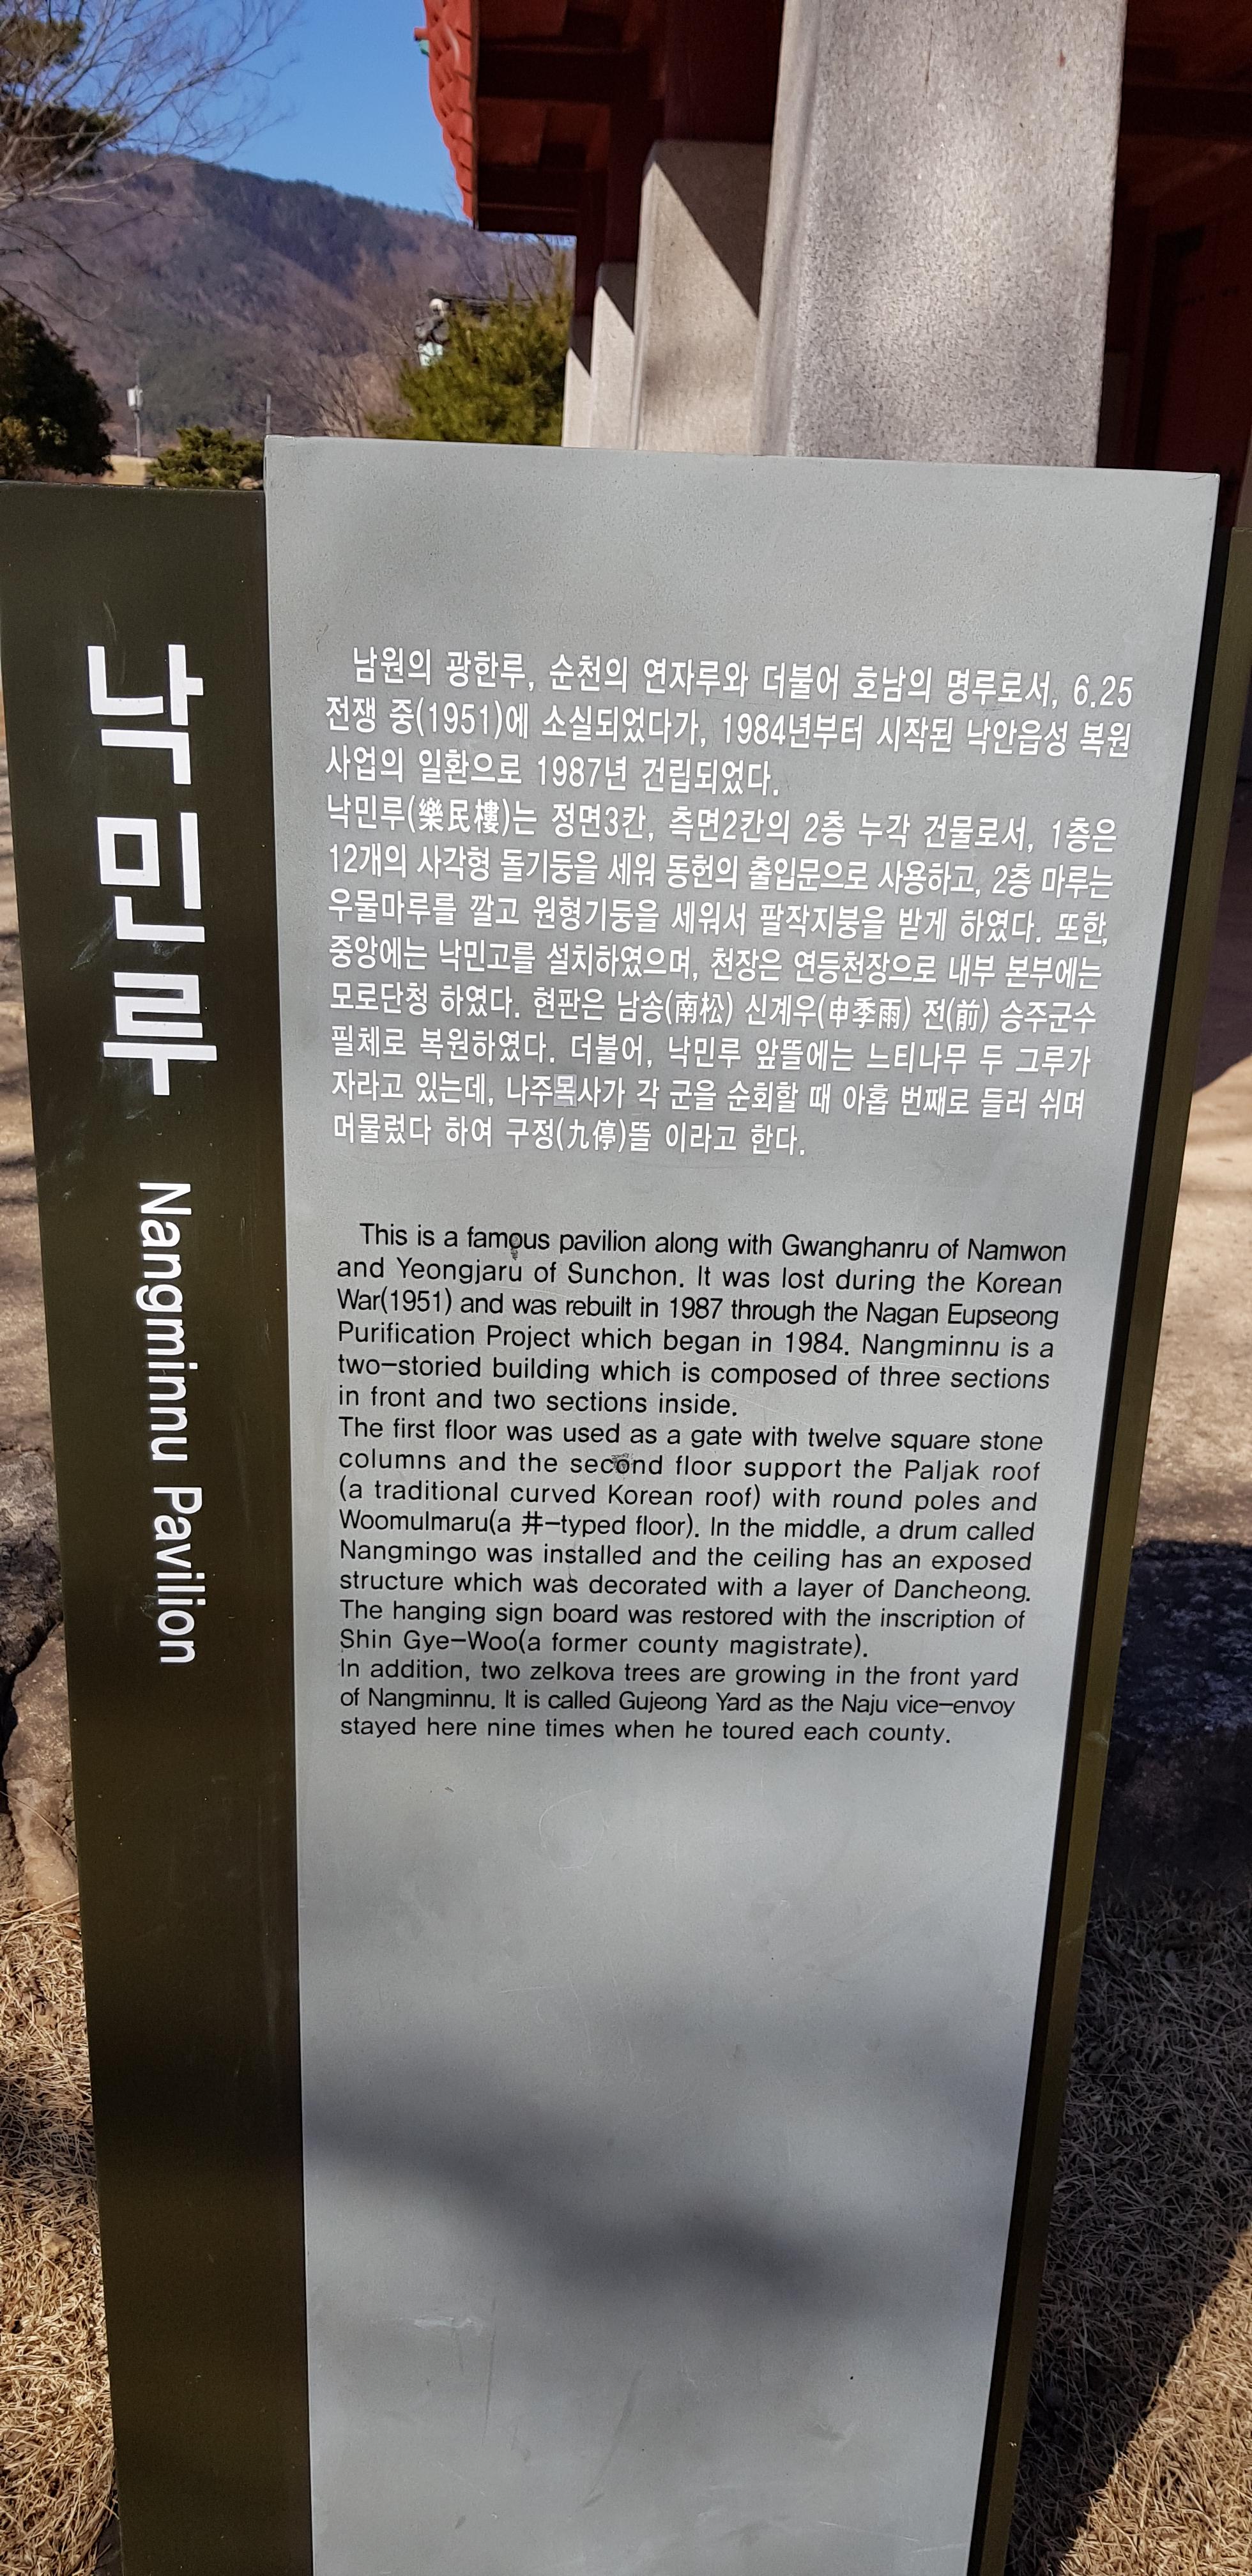 낙민루 Nangminnu Pavilion
남원의 광한루, 순천의 연자루와 더불어 호남의 명루로서, 6.25
전쟁 중(1951)에 소실되었다가, 1984년부터 시작된 낙안읍성 복원
사업의 일환으로 1987년 건립되었다.
낙민루(樂民樓)는 정면3칸, 측면2칸의 2층 누각 건물로서, 1층은
12개의 사각형 돌기둥을 세워 동헌의 출입문으로 사용하고, 2층 마루는
우물마루를 깔고 원형기둥을 세워서 팔작지붕을 받게 하였다. 또한,
중앙에는 낙민고를 설치하였으며, 천장은 연등천장으로 내부 본부에는
모로단청 하였다. 현판은 남송(南松) 신계우(申季雨) 전(前) 승주군수
필체로 복원하였다. 더불어, 낙민루 앞뜰에는 느티나무 두 그루가
자라고 있는데, 나주목사가 각 군을 순회할 때 아홉 번째로 들러 쉬며
머물렀다 하여 구정(九停)뜰 이라고 한다.
This is a famous pavilion along with Gwanghanru of Namwon
and Yeongjaru of Sunchon. It was lost during the Korean
War(1951) and was rebuilt in 1987 through the Nagan Eupseong
Purification Project which began in 1984. Nangminnu is a
two-storied building which is composed of three sections
in front and two sections inside.
The first floor was used as a gate with twelve square stone
columns and the second floor support the Paljak roof
(a traditional curved Korean roof) with round poles and
Woomulmaru(a 井-typed floor). In the middle, a drum called
Nangmingo was installed and the ceiling has an exposed
structure which was decorated with a layer of Dancheong.
The hanging sign board was restored with the inscription of
Shin Gye-Woo(a former county magistrate).
In addition, two zelkova trees are growing in the front yard
of Nangminnu. It is called Gujeong Yard as the Naju vice-envoy
stayed here nine times when he toured each county.